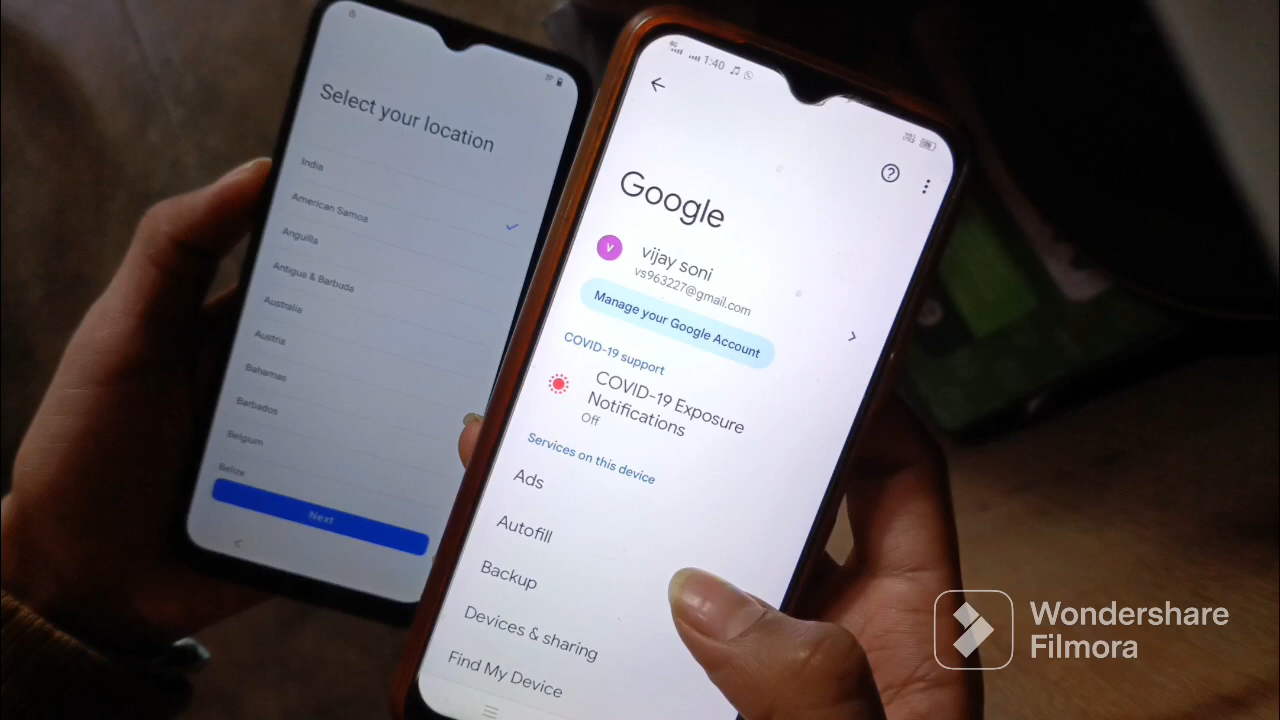 Select your location
India
American Samoa
Anguilla
Antigua & Barbuda
Australia
Austria
Bahamas
Barbados
Belgium
Belize
Next
1:40
Google
V
vijay soni
vs963227@gmail.com
Manage your Google Account
COVID-19 support
COVID-19 Exposure
Notifications
Off
Services on this device
Ads
Autofill
Backup
Devices & sharing
Find My Device
Wondershare
Filmora